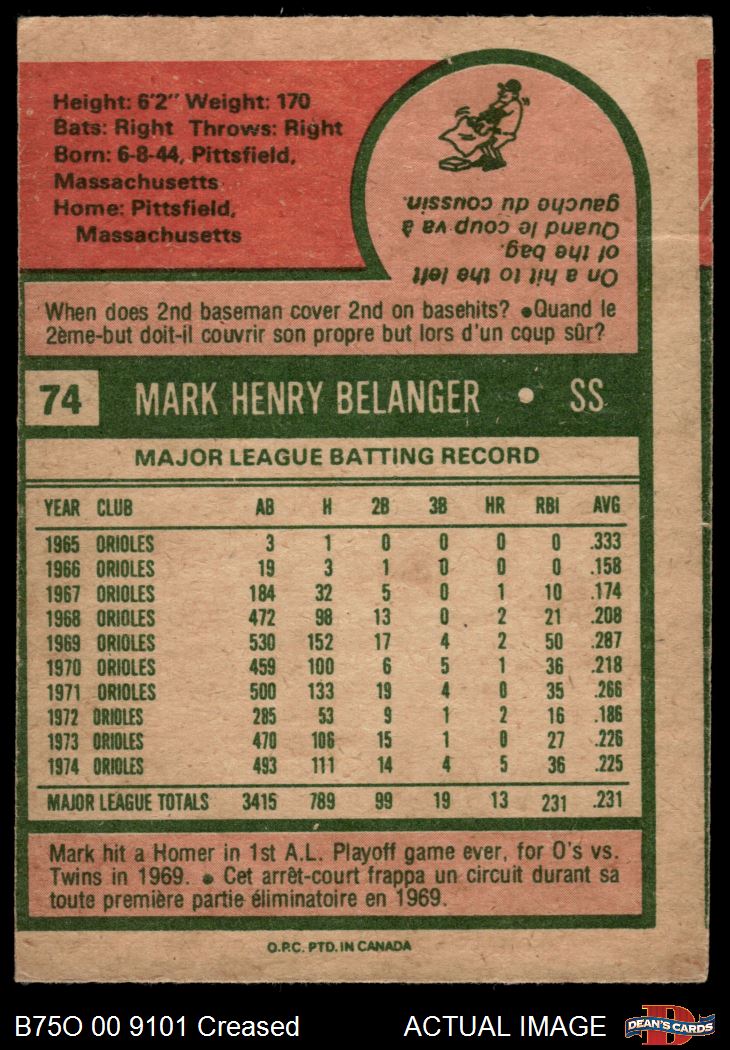 Height: 6'2" Weight: 170
Bats: Right Throws: Right
Born: 6-8-44, Pittsfield,
Massachusetts
Home: Pittsfield,
Massachusetts
On a hit to the left
of the bag.
Quand le coup va à
gauche du coussin.
When does 2nd baseman cover 2nd on basehits? ●Quand le
2ème-but doit-il couvrir son propre but lors d'un coup sûr?
74 MARK HENRY BELANGER • SS
MAJOR LEAGUE BATTING RECORD
YEAR CLUB AB H 2B 3B HR RBI AVG
1965 ORIOLES 3 1 0 0 0 0 .333
1966 ORIOLES 19 3 1 0 0 0 .158
1967 ORIOLES 184 32 5 0 1 10 .174
1968 ORIOLES 472 98 13 0 2 21 .208
1969 ORIOLES 530 152 17 4 2 50 .287
1970 ORIOLES 459 100 6 5 1 36 .218
1971 ORIOLES 500 133 19 4 0 35 .266
1972 ORIOLES 285 53 9 1 2 16 .186
1973 ORIOLES 470 106 15 1 0 27 .226
1974 ORIOLES 493 111 14 4 5 36 .225
MAJOR LEAGUE TOTALS 3415 789 99 19 13 231 .231
Mark hit a Homer in 1st A.L. Playoff game ever, for O's vs.
Twins in 1969. ● Cet arrêt-court frappa un circuit durant sa
toute première partie éliminatoire en 1969.
O.P.C. PTD. IN CANADA
B75O 00 9101 Creased ACTUAL IMAGE DEAN'S CARDS